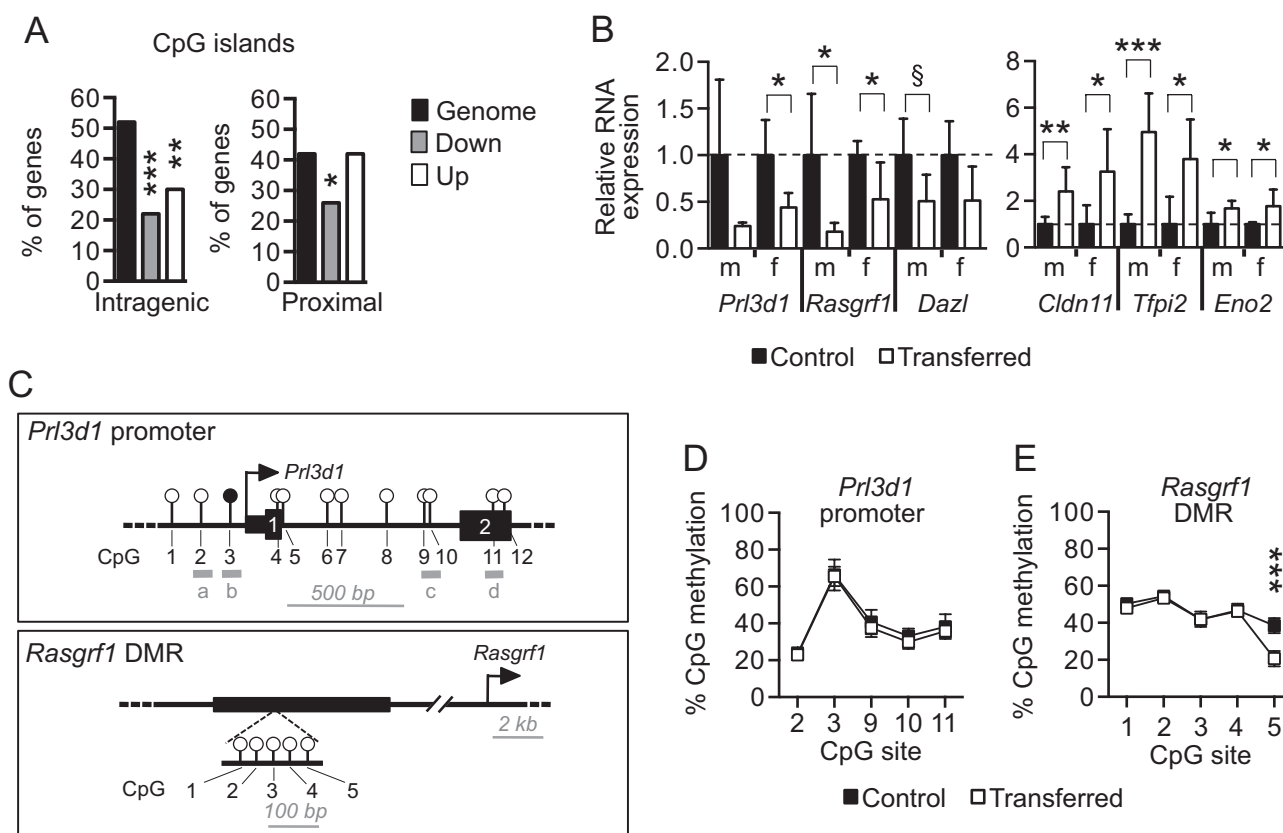 A
CpG islands
% of genes
60
50
40
30
20
10
0
***
**
Intragenic
% of genes
60
50
40
30
20
10
0
*
Proximal
Genome
Down
Up
B
Relative RNA
expression
2.0
1.5
1.0
0.5
0.0
* * * §
m f m f m f
Prl3d1 Rasgrf1 Dazl
8
6
4
2
0
** * *** * * *
m f m f m f
Cldn11 Tfpi2 Eno2
Control Transferred
C
Prl3d1 promoter
Prl3d1
1 2
CpG 1 2 3 4 5 6 7 8 9 10 11 12
a b 500 bp c d
Rasgrf1 DMR
Rasgrf1
2 kb
CpG 1 2 3 4 5
100 bp
D
Prl3d1
promoter
% CpG methylation
100
80
60
40
20
0
2 3 9 10 11
CpG site
E
Rasgrf1
DMR
% CpG methylation
100
80
60
40
20
0
***
1 2 3 4 5
CpG site
Control Transferred